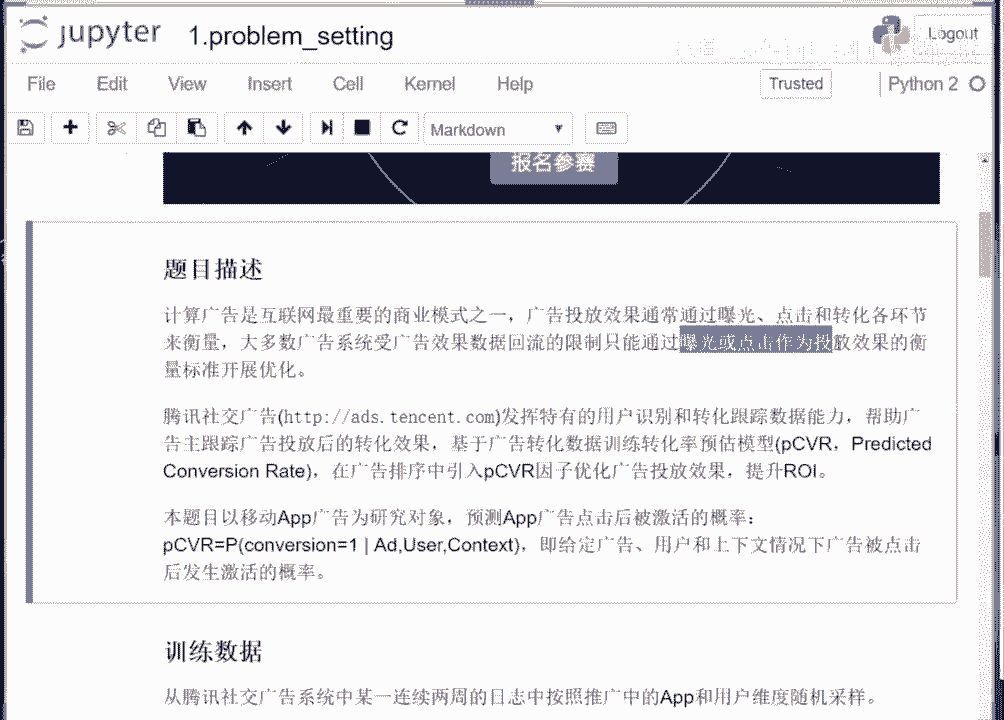 jupyter 1.problem_setting
Logout
File Edit View Insert Cell Kernel Help
Trusted
Python 2
Markdown
报名参赛
题目描述
计算广告是互联网最重要的商业模式之一，广告投放效果通常通过曝光、点击和转化各环节
来衡量，大多数广告系统受广告效果数据回流的限制只能通过曝光或点击作为投放效果的衡
量标准开展优化。
腾讯社交广告(http://ads.tencent.com)发挥特有的用户识别和转化跟踪数据能力，帮助广
告主跟踪广告投放后的转化效果，基于广告转化数据训练转化率预估模型(pCVR，Predicted
Conversion Rate)，在广告排序中引入pCVR因子优化广告投放效果，提升ROI。
本题目以移动App广告为研究对象，预测App广告点击后被激活的概率：
pCVR=P(conversion=1 | Ad,User,Context)，即给定广告、用户和上下文情况下广告被点击
后发生激活的概率。
训练数据
从腾讯社交广告系统中某一连续两周的日志中按照推广中的App和用户维度随机采样。